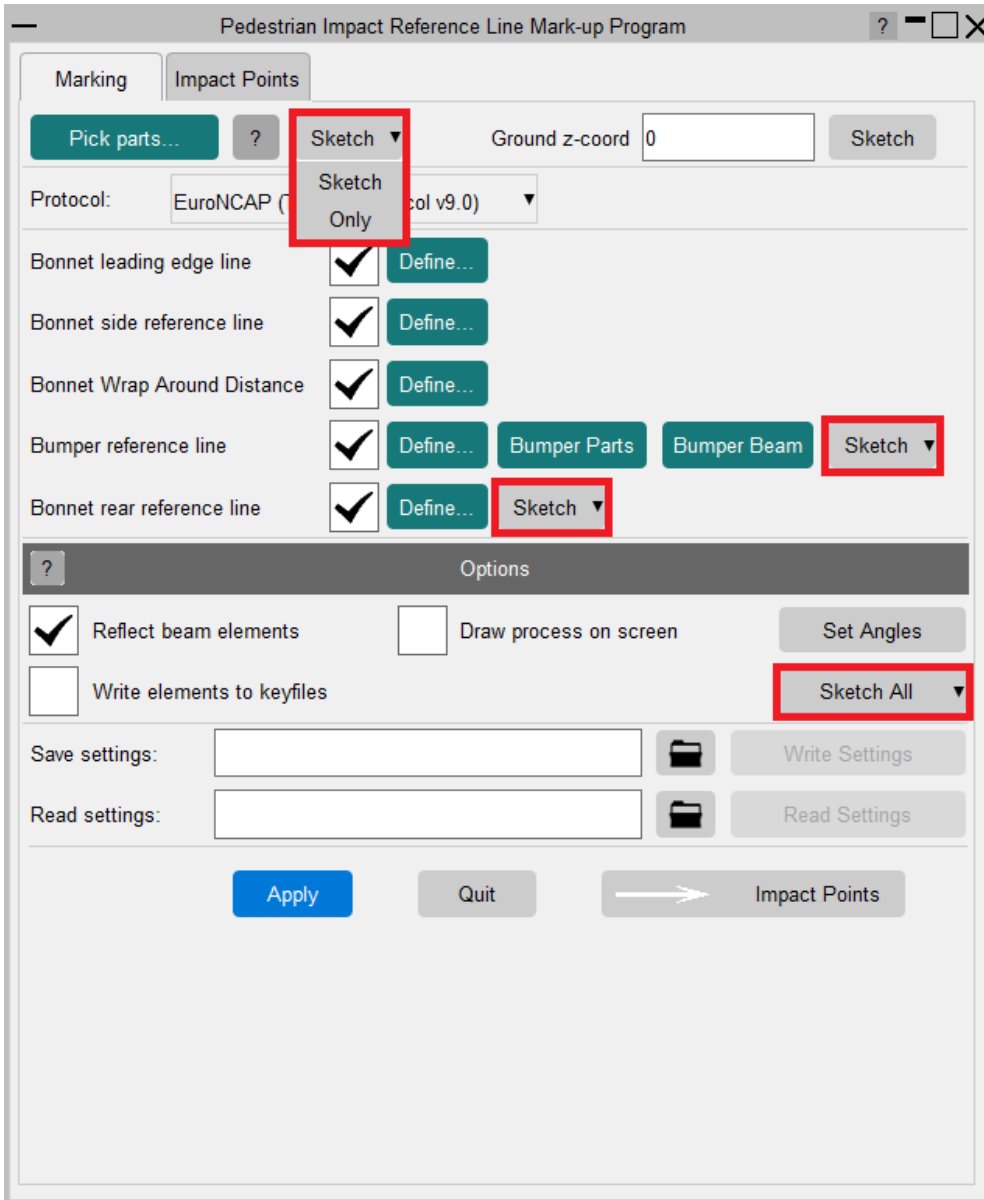 Pedestrian Impact Reference Line Mark-up Program ?
Marking Impact Points
Pick parts... ? Sketch Ground z-coord 0 Sketch
Sketch
Only
Protocol: EuroNCAP (T col v9.0)
Bonnet leading edge line Define...
Bonnet side reference line Define...
Bonnet Wrap Around Distance Define...
Bumper reference line Define... Bumper Parts Bumper Beam Sketch
Bonnet rear reference line Define... Sketch
? Options
Reflect beam elements Draw process on screen Set Angles
Write elements to keyfiles Sketch All
Save settings: Write Settings
Read settings: Read Settings
Apply Quit Impact Points